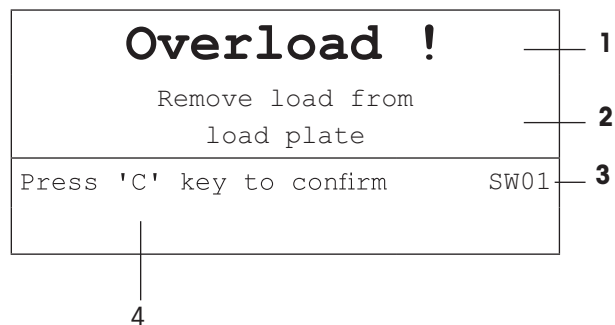 Overload !
1
Remove load from
2
load plate
Press 'C' key to confirm SW01 3
4